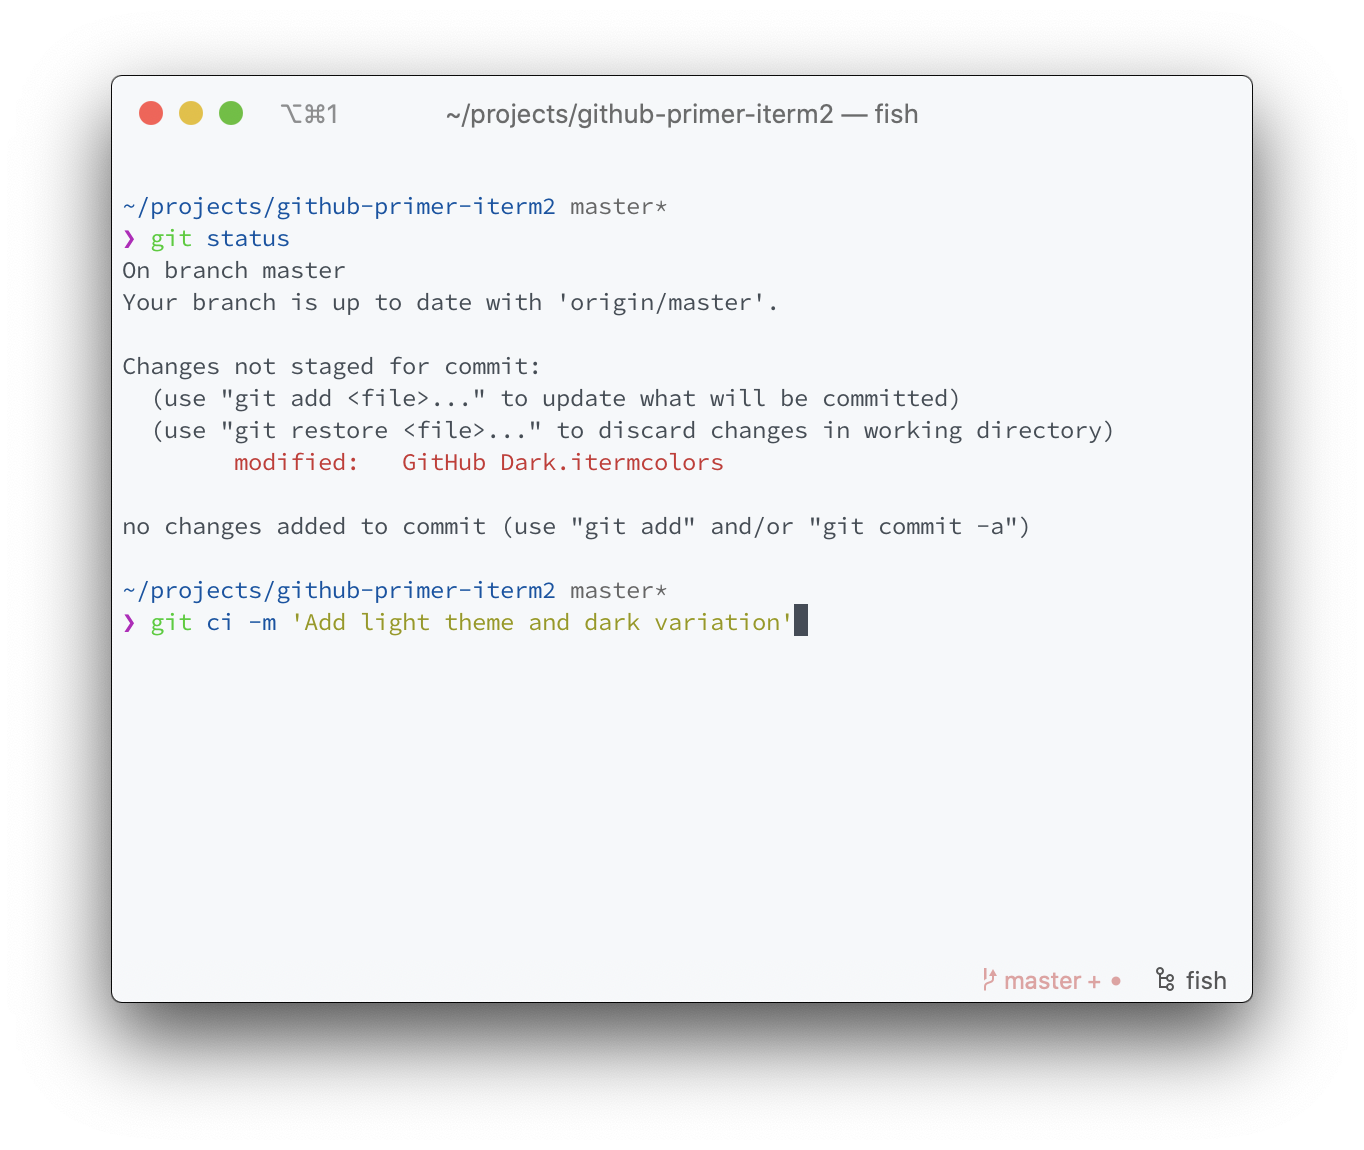 ⌥⌘1 ~/projects/github-primer-iterm2 — fish
~/projects/github-primer-iterm2 master*
❯ git status
On branch master
Your branch is up to date with 'origin/master'.
Changes not staged for commit:
  (use "git add <file>..." to update what will be committed)
  (use "git restore <file>..." to discard changes in working directory)
        modified:   GitHub Dark.itermcolors
no changes added to commit (use "git add" and/or "git commit -a")
~/projects/github-primer-iterm2 master*
❯ git ci -m 'Add light theme and dark variation'
master + • fish